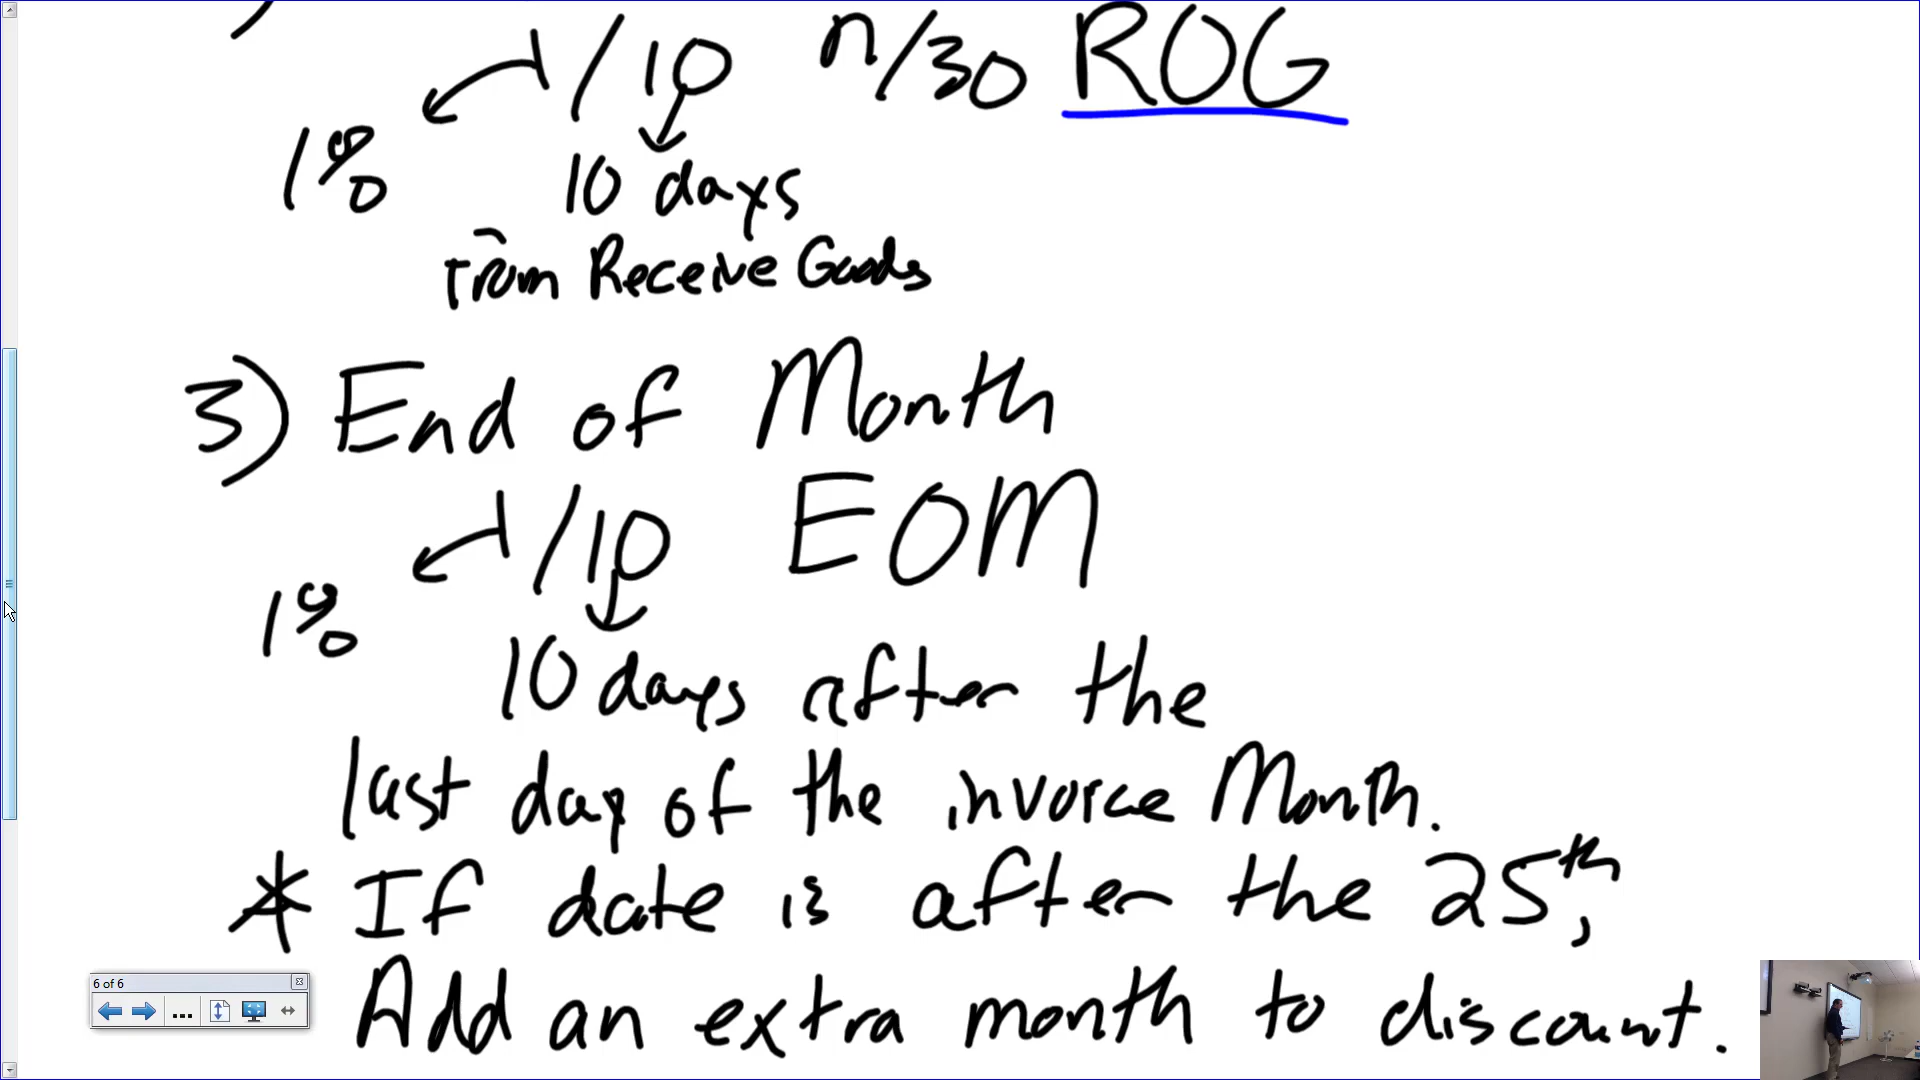 1/10 n/30 ROG
1%
10 days
From Receive Goods
3) End of Month
1/10 EOM
1%
10 days after the
last day of the invoice Month.
* If date is after the 25th,
Add an extra month to discount.
6 of 6
...